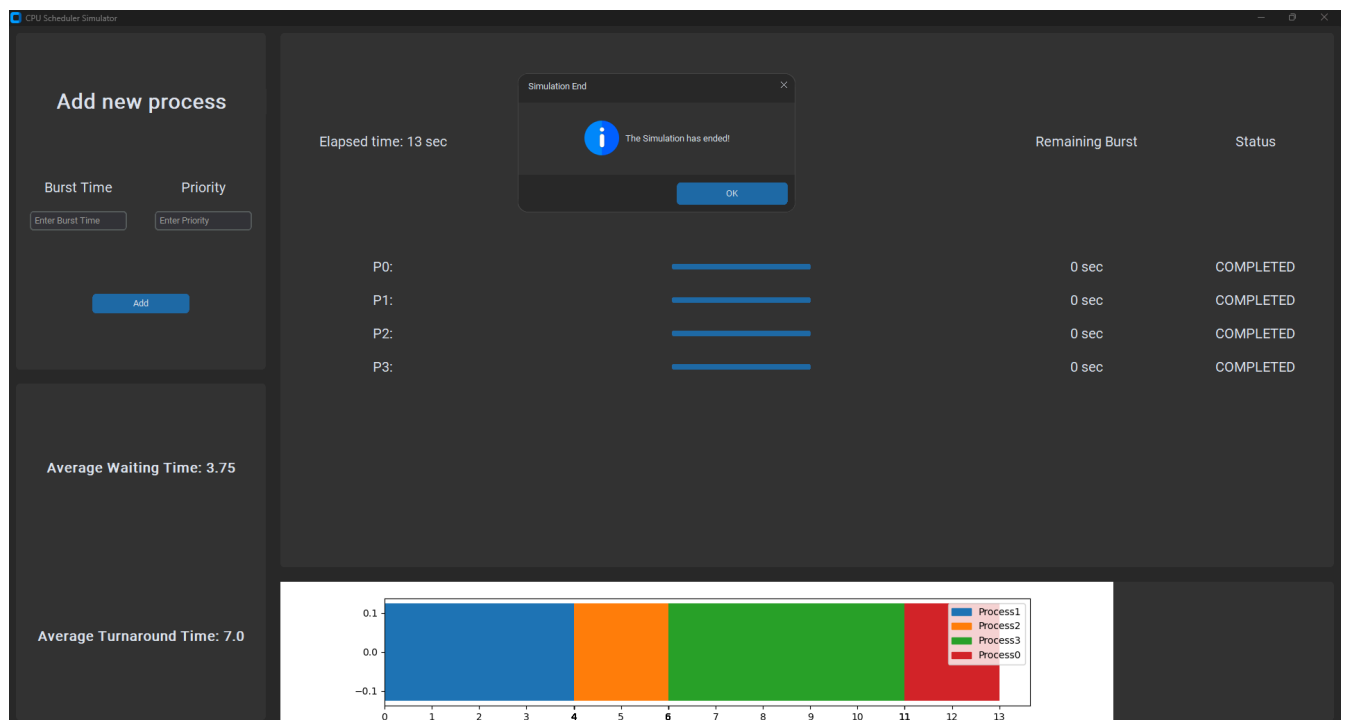 CPU Scheduler Simulator
Add new process
Burst Time Priority
Enter Burst Time Enter Priority
Add
Average Waiting Time: 3.75
Average Turnaround Time: 7.0
Simulation End
The Simulation has ended!
OK
Elapsed time: 13 sec Remaining Burst Status
P0: 0 sec COMPLETED
P1: 0 sec COMPLETED
P2: 0 sec COMPLETED
P3: 0 sec COMPLETED
0.1
0.0
−0.1
Process1
Process2
Process3
Process0
0 1 2 3 4 5 6 7 8 9 10 11 12 13